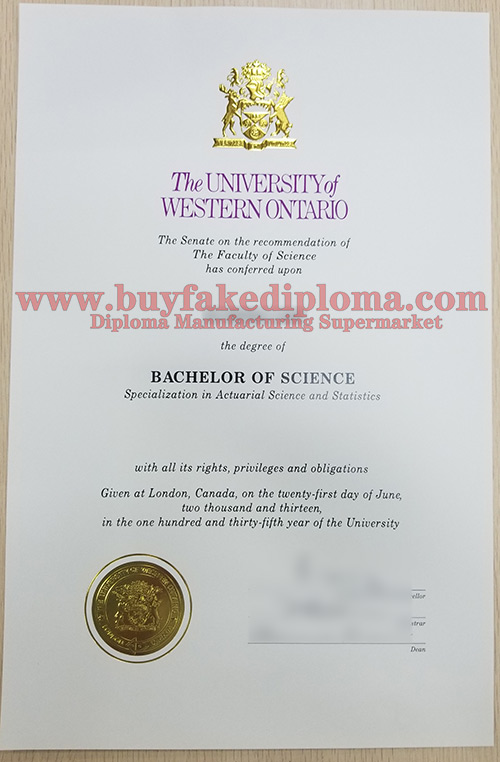 The UNIVERSITY of
WESTERN ONTARIO
The Senate on the recommendation of
The Faculty of Science
has conferred upon
www.buyfakediploma.com
Diploma Manufacturing Supermarket
the degree of
BACHELOR OF SCIENCE
Specialization in Actuarial Science and Statistics
with all its rights, privileges and obligations
Given at London, Canada, on the twenty-first day of June,
two thousand and thirteen,
in the one hundred and thirty-fifth year of the University
Dean